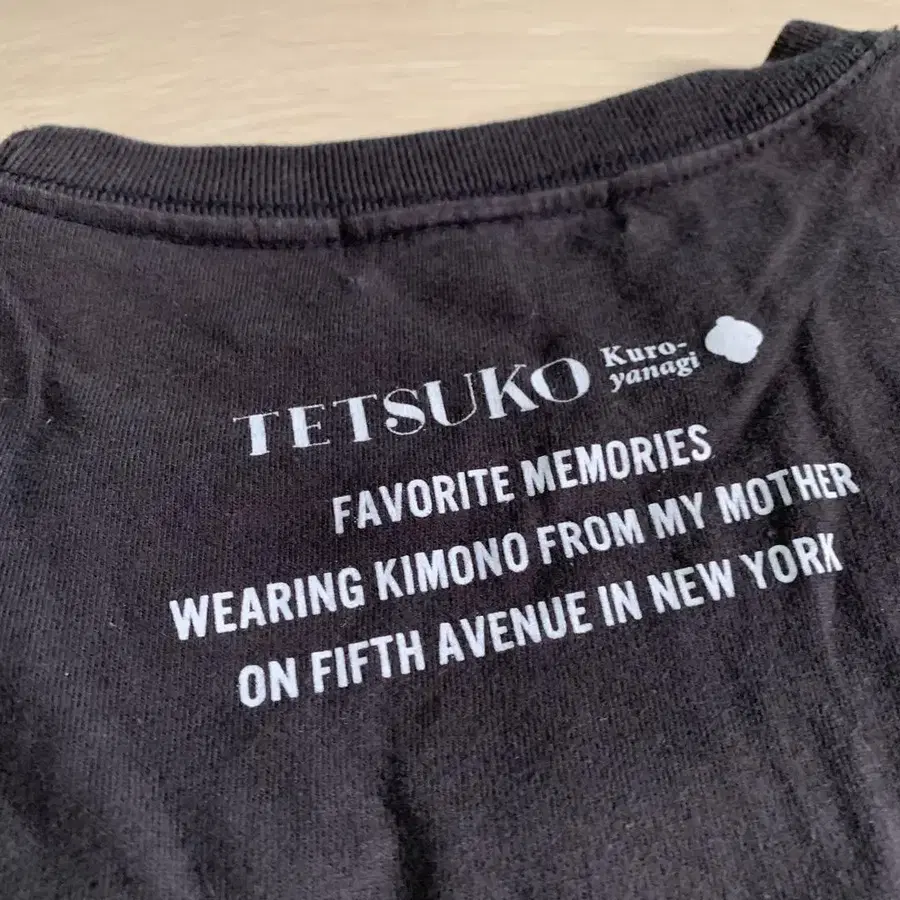 TETSUKO Kuro-
yanagi
FAVORITE MEMORIES
WEARING KIMONO FROM MY MOTHER
ON FIFTH AVENUE IN NEW YORK